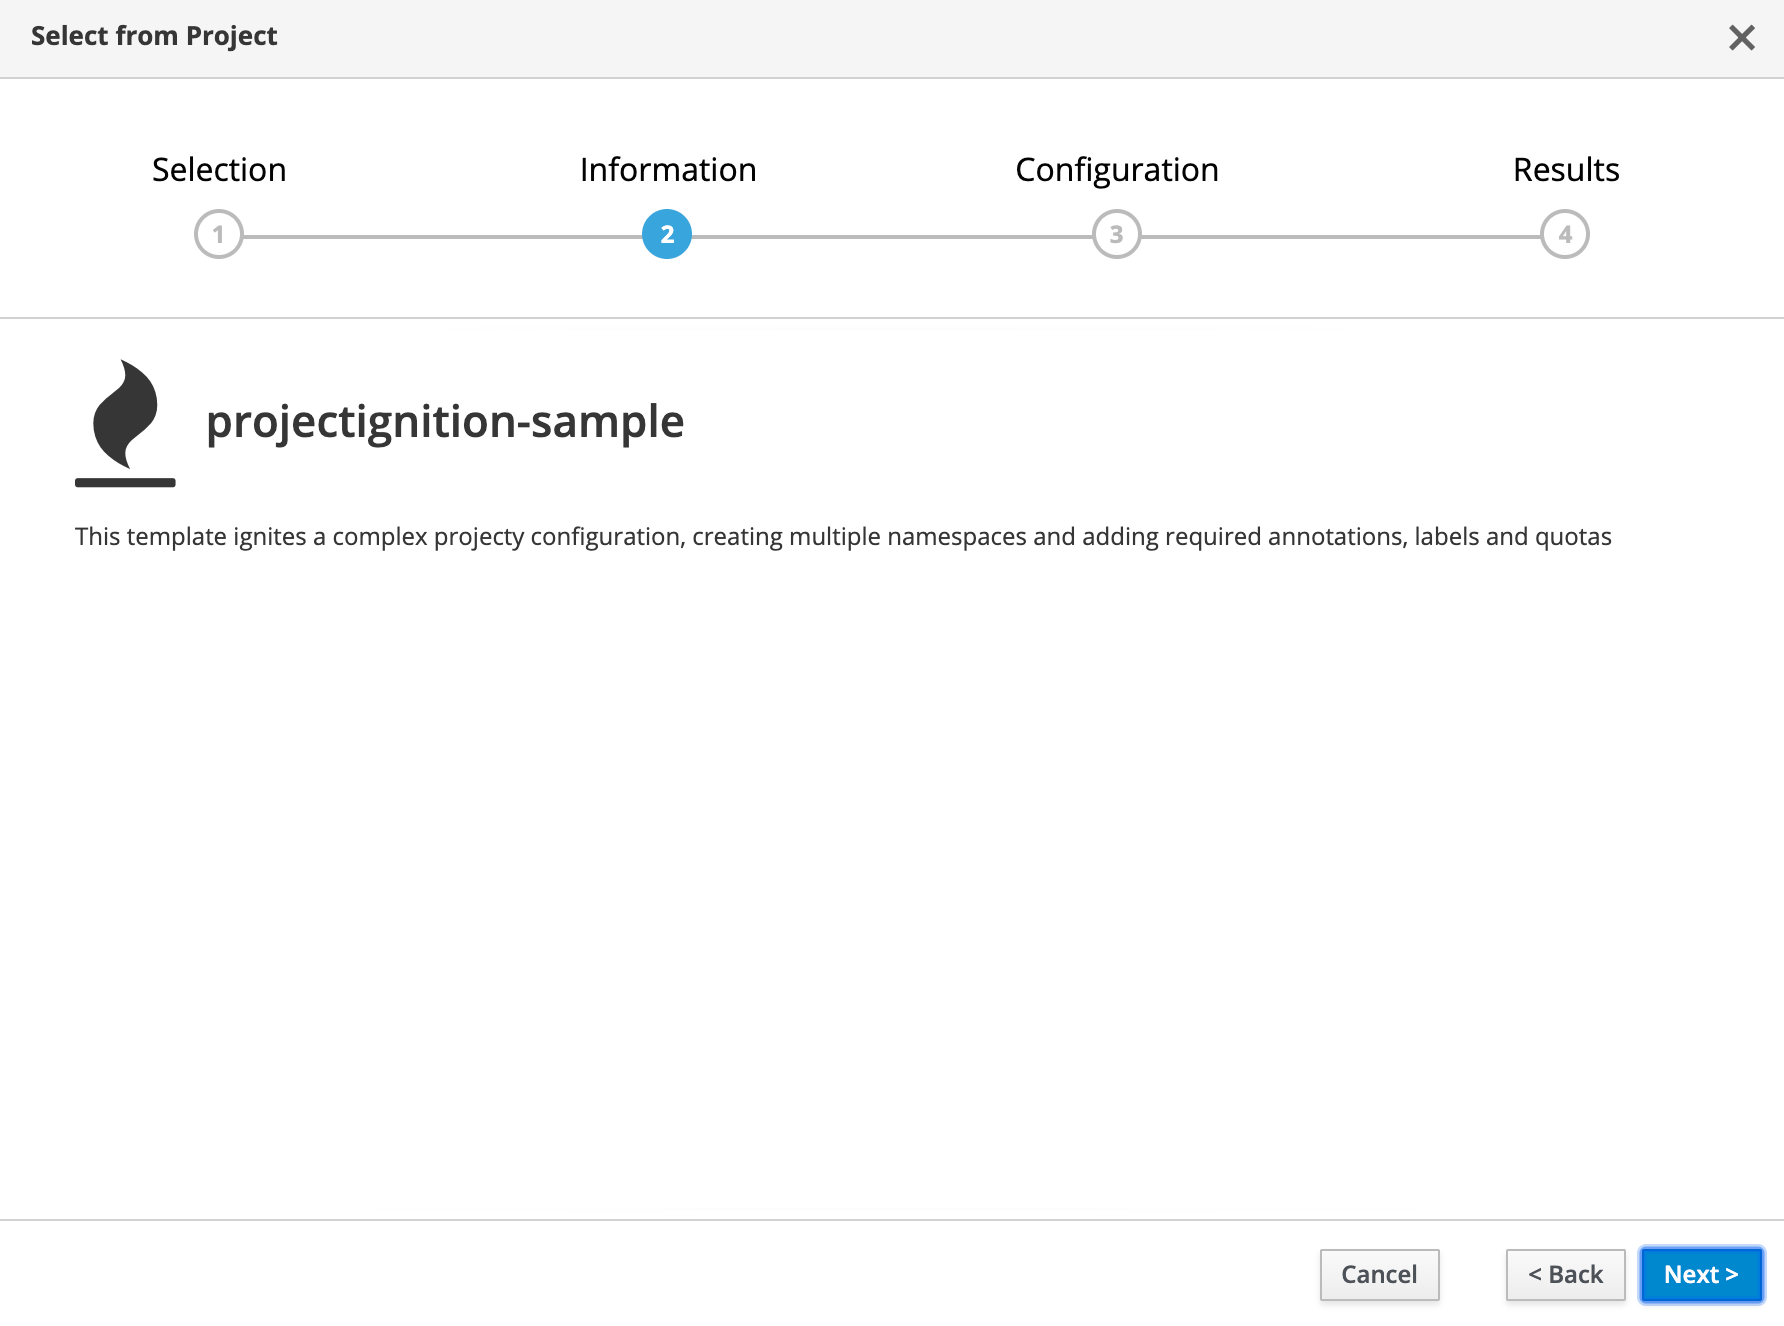 Select from Project
Selection Information Configuration Results
1 2 3 4
projectignition-sample
This template ignites a complex projecty configuration, creating multiple namespaces and adding required annotations, labels and quotas
Cancel < Back Next >